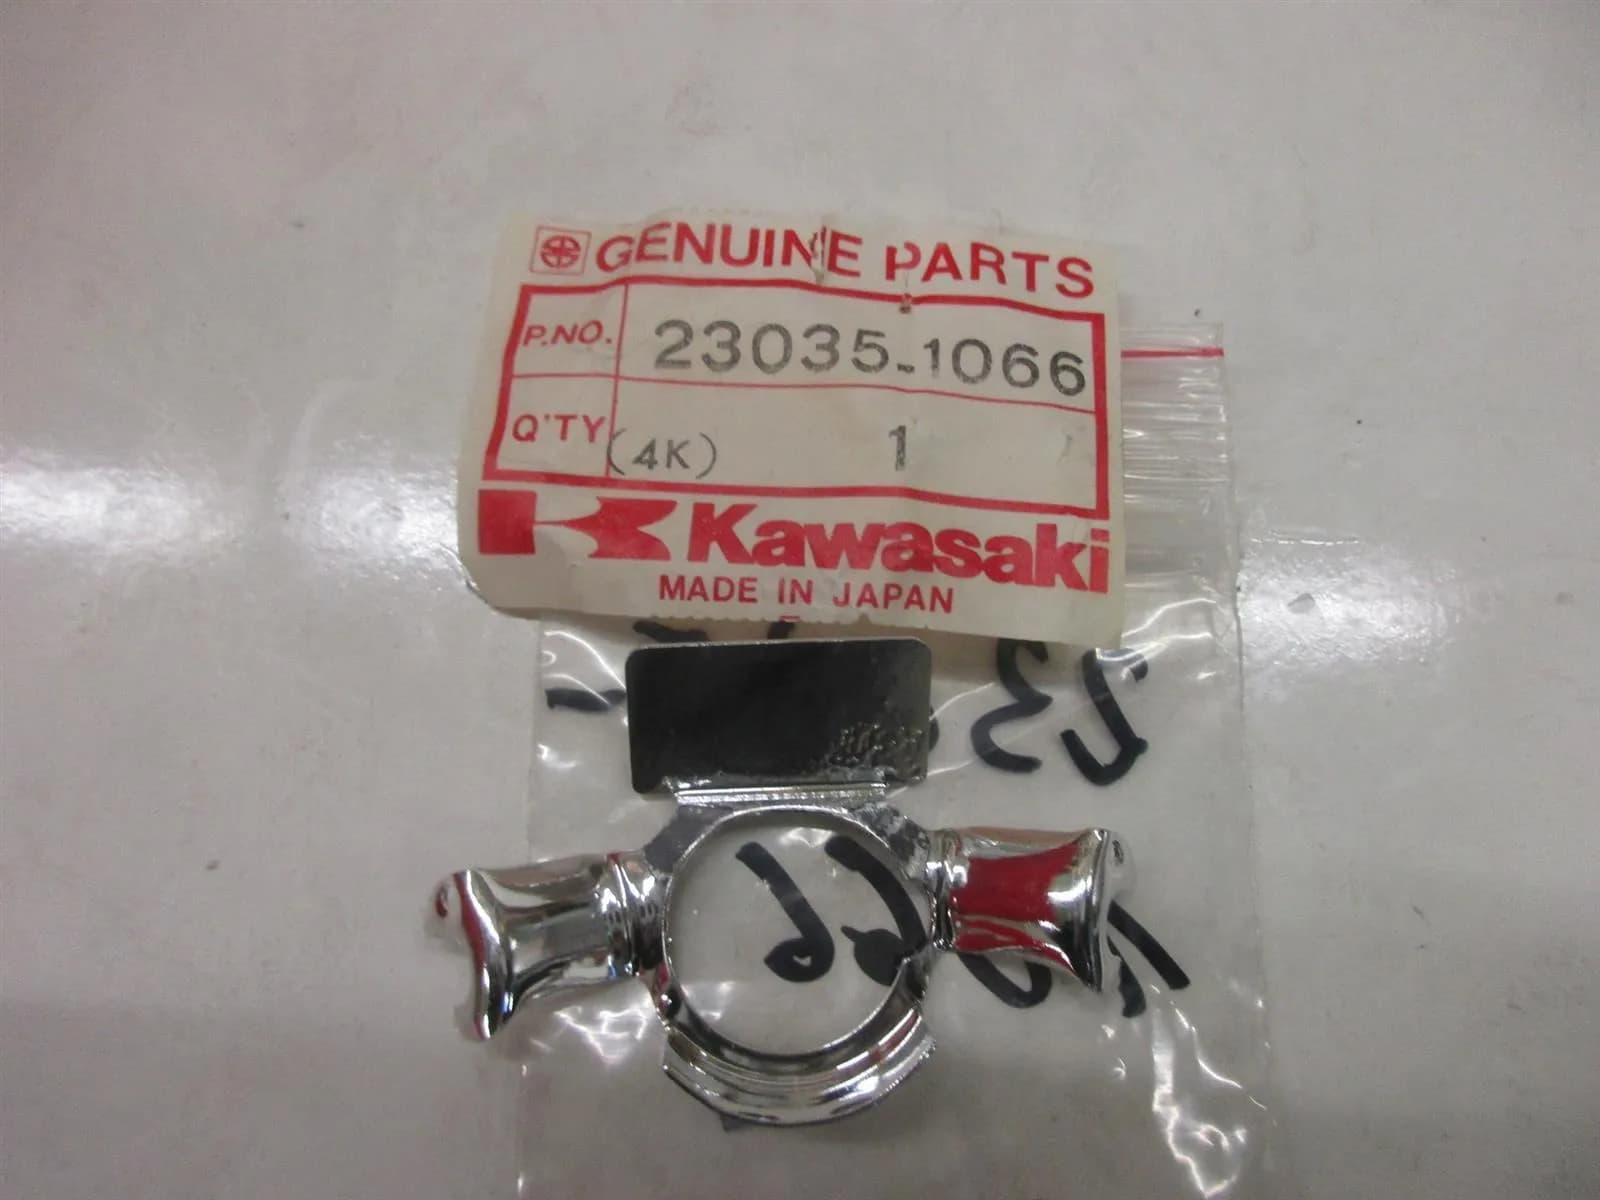 GENUINE PARTS
P.NO. 23035-1066
Q'TY (4K) 1
Kawasaki
MADE IN JAPAN